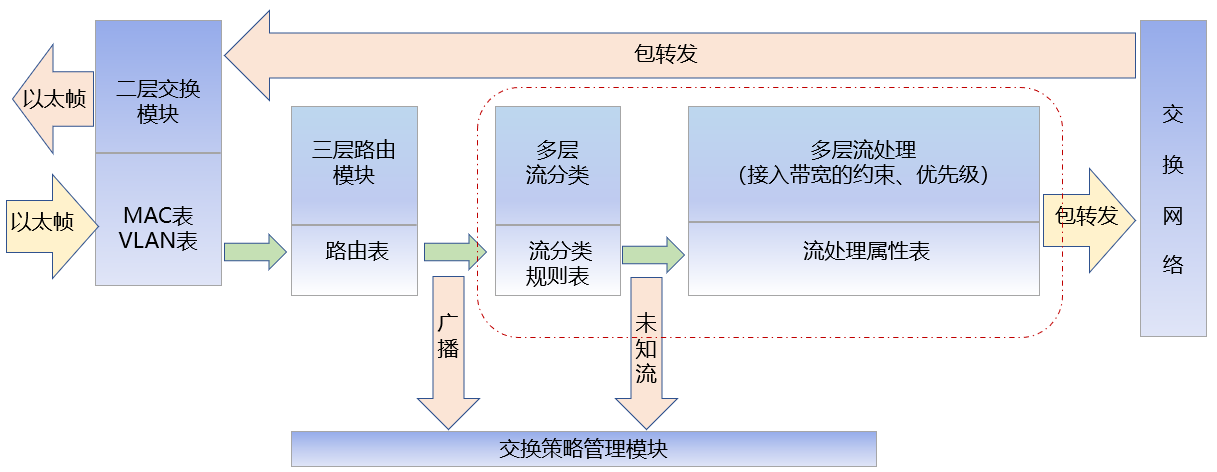 包转发
以太帧
二层交换
模块
以太帧
MAC表
VLAN表
三层路由
模块
路由表
多层
流分类
流分类
规则表
多层流处理
（接入带宽的约束、优先级）
流处理属性表
包转发
交
换
网
络
广
播
未
知
流
交换策略管理模块